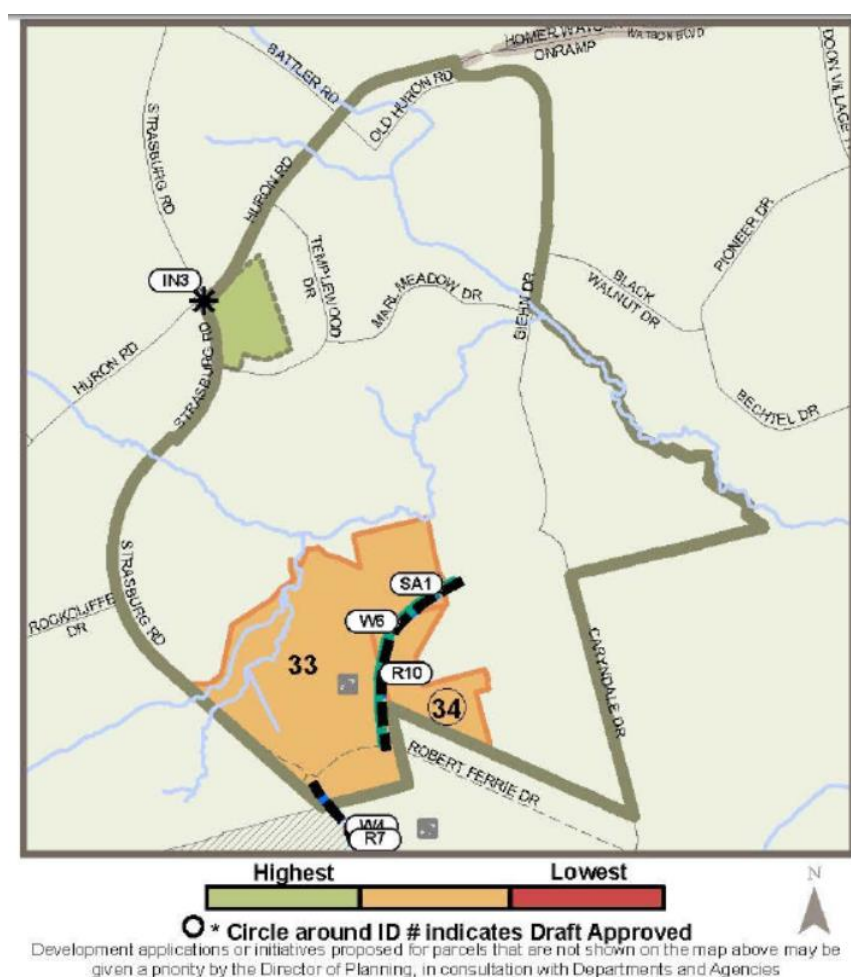 HOMER WATSON
WATSON BLVD
ONRAMP
BATTLER RD
OLD HURON RD
DOON VILLAGE
STRASBURG RD
HURON RD
PIONEER DR
TEMPLEWOOD DR
IN3
MARL MEADOW DR
BIEHN DR
BLACK WALNUT DR
HURON RD
STRASBURG RD
BECHTEL DR
STRASBURG RD
SA1
ROCKCLIFFE DR
W6
33
R10
CARYNDALE DR
34
ROBERT FERRIE DR
W4
R7
Highest
Lowest
N
* Circle around ID # indicates Draft Approved
Development applications or initiatives proposed for parcels that are not shown on the map above may be
given a priority by the Director of Planning, in consultation with Departments and Agencies